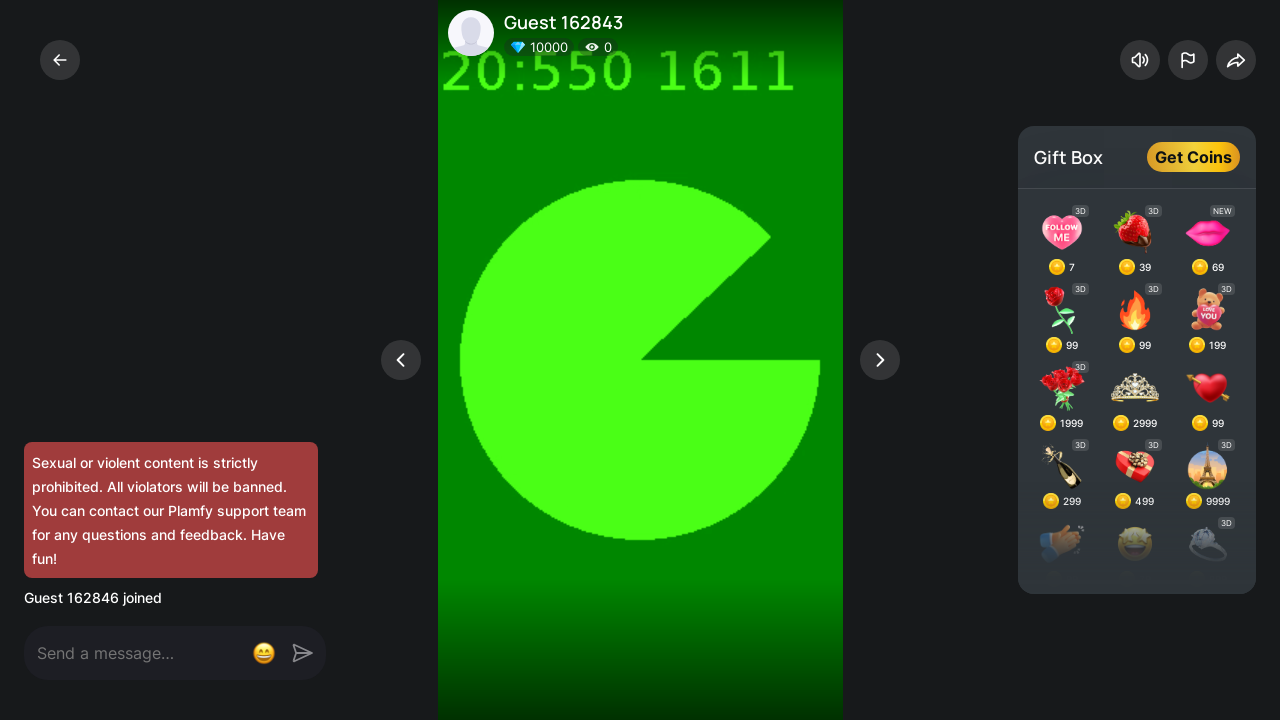 Guest 162843
10000 0
20:550 1611
Gift Box
Get Coins
3D 3D NEW
FOLLOW ME
7 39 69
3D 3D 3D
LOVE YOU
99 99 199
3D
1999 2999 99
3D 3D 3D
299 499 9999
3D
Sexual or violent content is strictly
prohibited. All violators will be banned.
You can contact our Plamfy support team
for any questions and feedback. Have
fun!
Guest 162846 joined
Send a message...